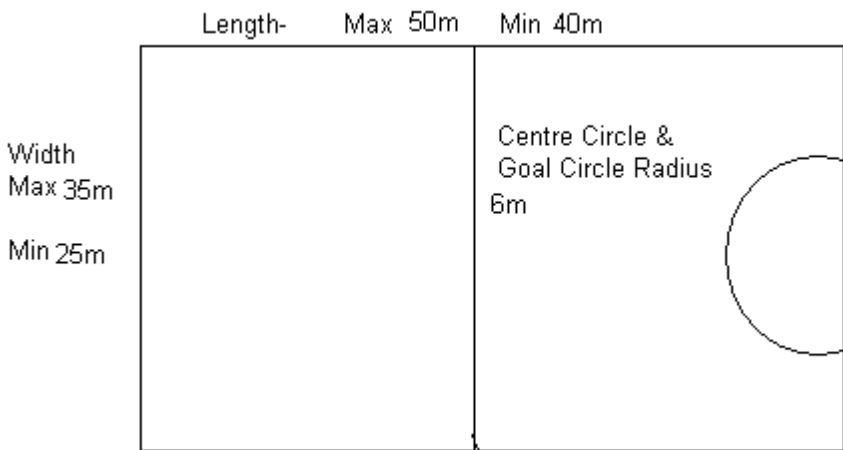 Length- Max 50m Min 40m
Centre Circle &
Goal Circle Radius
6m
Width
Max 35m
Min 25m